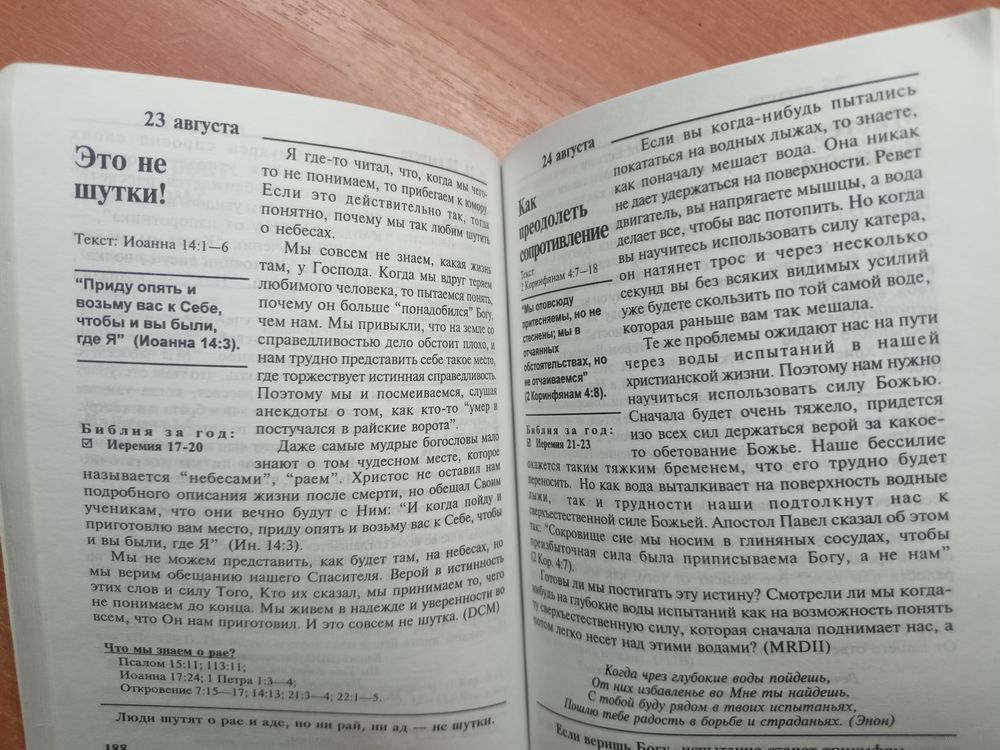 23 августа
Это не
шутки!
Текст: Иоанна 14:1—6
“Приду опять и
возьму вас к Себе,
чтобы и вы были,
где Я” (Иоанна 14:3).
Библия за год:
☑ Иеремия 17-20
Я где-то читал, что, когда мы чего-
то не понимаем, то прибегаем к юмору.
Если это действительно так, тогда
понятно, почему мы так любим шутить
о небесах.
Мы совсем не знаем, какая жизнь
там, у Господа. Когда мы вдруг теряем
любимого человека, то пытаемся понять,
почему он больше “понадобился” Богу,
чем нам. Мы привыкли, что на земле со
справедливостью дело обстоит плохо, и
нам трудно представить себе такое место,
где торжествует истинная справедливость.
Поэтому мы и посмеиваемся, слушая
анекдоты о том, как кто-то “умер и
постучался в райские ворота”.
Даже самые мудрые богословы мало
знают о том чудесном месте, которое
называется “небесами”, “раем”. Христос не оставил нам
подробного описания жизни после смерти, но обещал Своим
ученикам, что они вечно будут с Ним: “И когда пойду и
приготовлю вам место, приду опять и возьму вас к Себе, чтобы
и вы были, где Я” (Ин. 14:3).
Мы не можем представить, как будет там, на небесах, но
мы верим обещанию нашего Спасителя. Верой в истинность
этих слов и силу Того, Кто их сказал, мы принимаем то, чего
не понимаем до конца. Мы живем в надежде и уверенности во
всем, что Он нам приготовил. И это совсем не шутка. (DCM)
Что мы знаем о рае?
Псалом 15:11; 113:11;
Иоанна 17:24; 1 Петра 1:3—4;
Откровение 7:15—17; 14:13; 21:3—4; 22:1—5.
Люди шутят о рае и аде, но ни рай, ни ад — не шутки.
188
24 августа
Как
преодолеть
сопротивление
Текст:
2 Коринфянам 4:7—18
“Мы отовсюду
притесняемы, но не
стеснены; мы в
отчаянных
обстоятельствах, но
не отчаиваемся”
(2 Коринфянам 4:8).
Библия за год:
☑ Иеремия 21-23
Если вы когда-нибудь пытались
покататься на водных лыжах, то знаете,
как поначалу мешает вода. Она никак
не дает удержаться на поверхности. Ревет
двигатель, вы напрягаете мышцы, а вода
делает все, чтобы вас потопить. Но когда
вы научитесь использовать силу катера,
он натянет трос и через несколько
секунд вы без всяких видимых усилий
уже будете скользить по той самой воде,
которая раньше вам так мешала.
Те же проблемы ожидают нас на пути
через воды испытаний в нашей
христианской жизни. Поэтому нам нужно
научиться использовать силу Божью.
Сначала будет очень тяжело, придется
изо всех сил держаться верой за какое-
то обетование Божье. Наше бессилие
окажется таким тяжким бременем, что его трудно будет
переносить. Но как вода выталкивает на поверхность водные
лыжи, так и трудности наши подтолкнут нас к
сверхъестественной силе Божьей. Апостол Павел сказал об этом
так: “Сокровище сие мы носим в глиняных сосудах, чтобы
преизбыточная сила была приписываема Богу, а не нам”
(2 Кор. 4:7).
Готовы ли мы постигать эту истину? Смотрели ли мы когда-
нибудь на глубокие воды испытаний как на возможность понять
ту сверхъестественную силу, которая сначала поднимает нас, а
потом легко несет над этими водами? (MRDII)
Когда чрез глубокие воды пойдешь,
От них избавленье во Мне ты найдешь.
С тобой буду рядом в твоих испытаньях,
Пошлю тебе радость в борьбе и страданьях. (Энон)
Если веришь Богу, испытание станет триумфом.